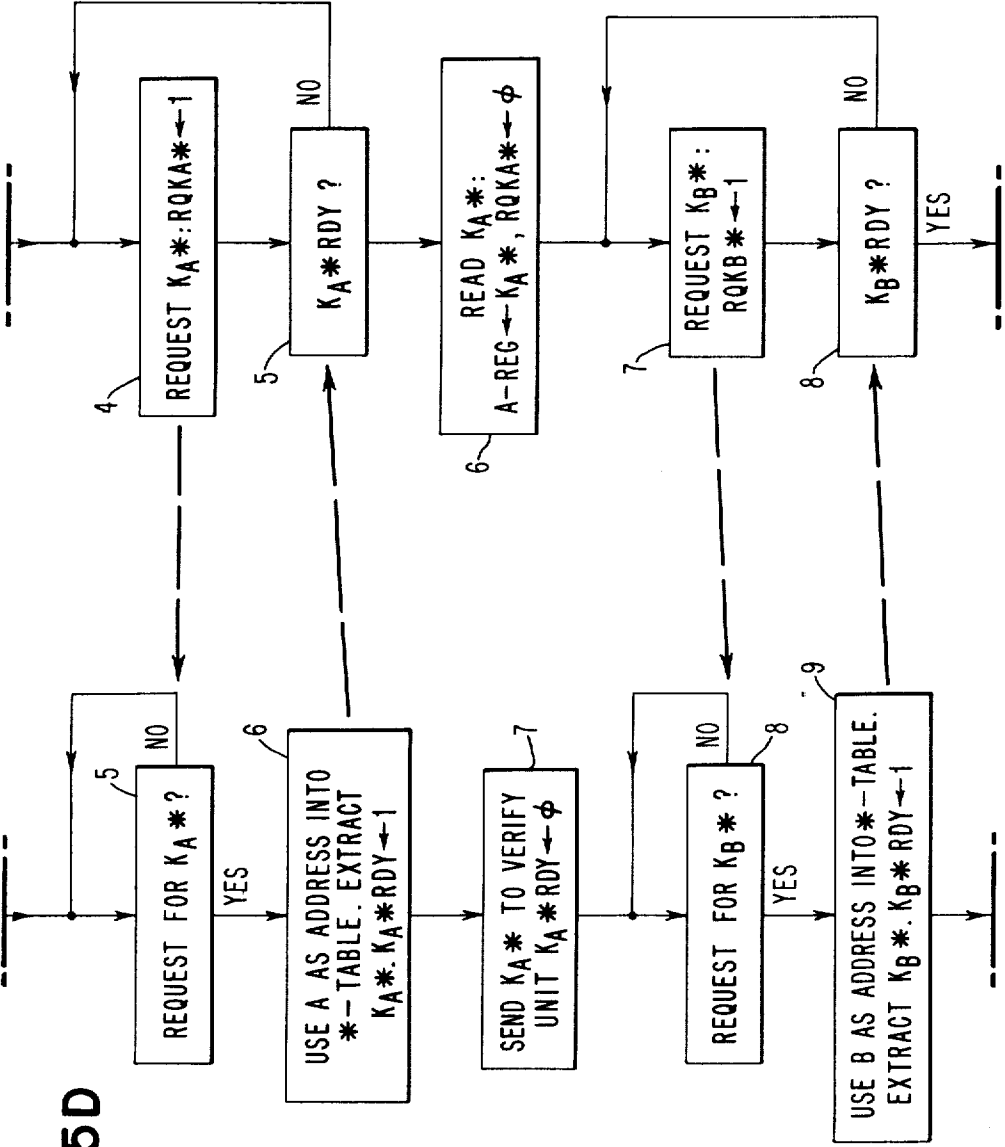 5D
5
REQUEST FOR KA*?
NO
YES
6
USE A AS ADDRESS INTO
*-TABLE. EXTRACT
KA*. KA*RDY←1
7
SEND KA* TO VERIFY
UNIT KA*RDY←ϕ
8
REQUEST FOR KB*?
NO
YES
9
USE B AS ADDRESS INTO *-TABLE.
EXTRACT KB*. KB*RDY←1
4
REQUEST KA*:RQKA*←1
5
KA*RDY ?
NO
6
READ KA*:
A-REG←KA*, RQKA*←ϕ
7
REQUEST KB*:
RQKB*←1
8
KB*RDY ?
NO
YES